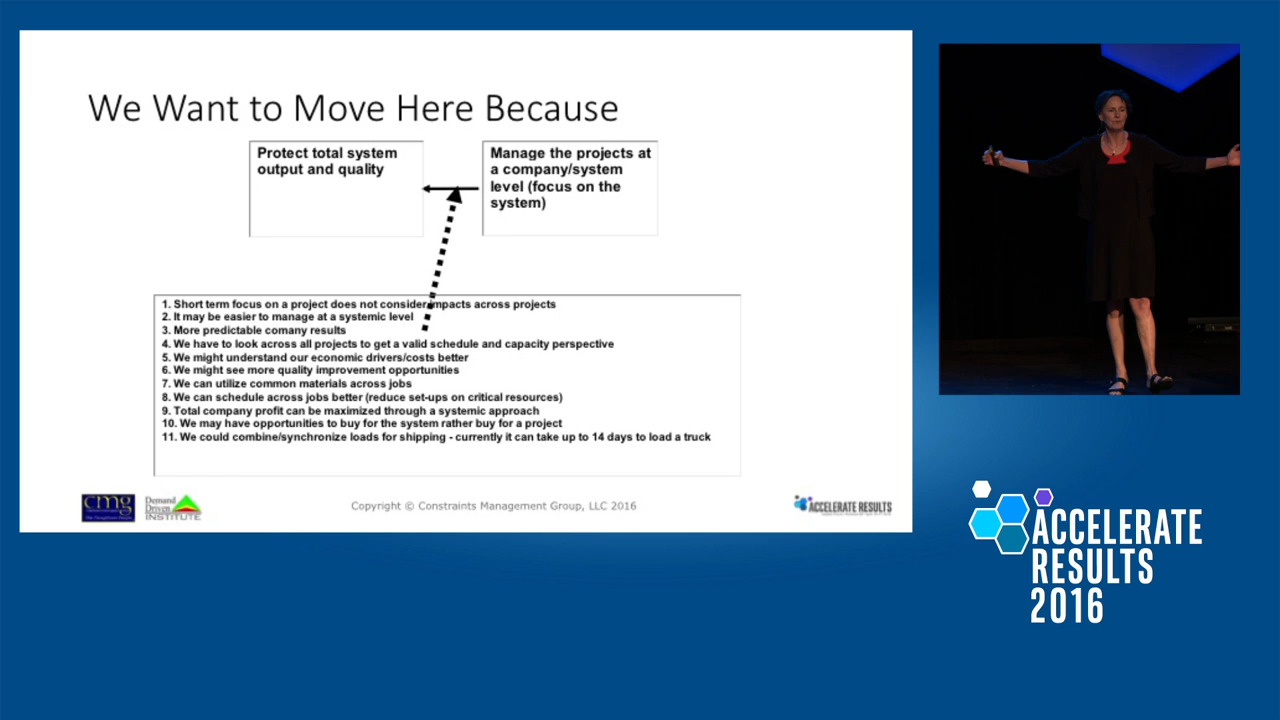 We Want to Move Here Because
Protect total system
output and quality
Manage the projects at
a company/system
level (focus on the
system)
1. Short term focus on a project does not consider impacts across projects
2. It may be easier to manage at a systemic level
3. More predictable comany results
4. We have to look across all projects to get a valid schedule and capacity perspective
5. We might understand our economic drivers/costs better
6. We might see more quality improvement opportunities
7. We can utilize common materials across jobs
8. We can schedule across jobs better (reduce set-ups on critical resources)
9. Total company profit can be maximized through a systemic approach
10. We may have opportunities to buy for the system rather buy for a project
11. We could combine/synchronize loads for shipping - currently it can take up to 14 days to load a truck
cmg
Demand
Driven
INSTITUTE
Copyright © Constraints Management Group, LLC 2016
ACCELERATE RESULTS
ACCELERATE
RESULTS
2016